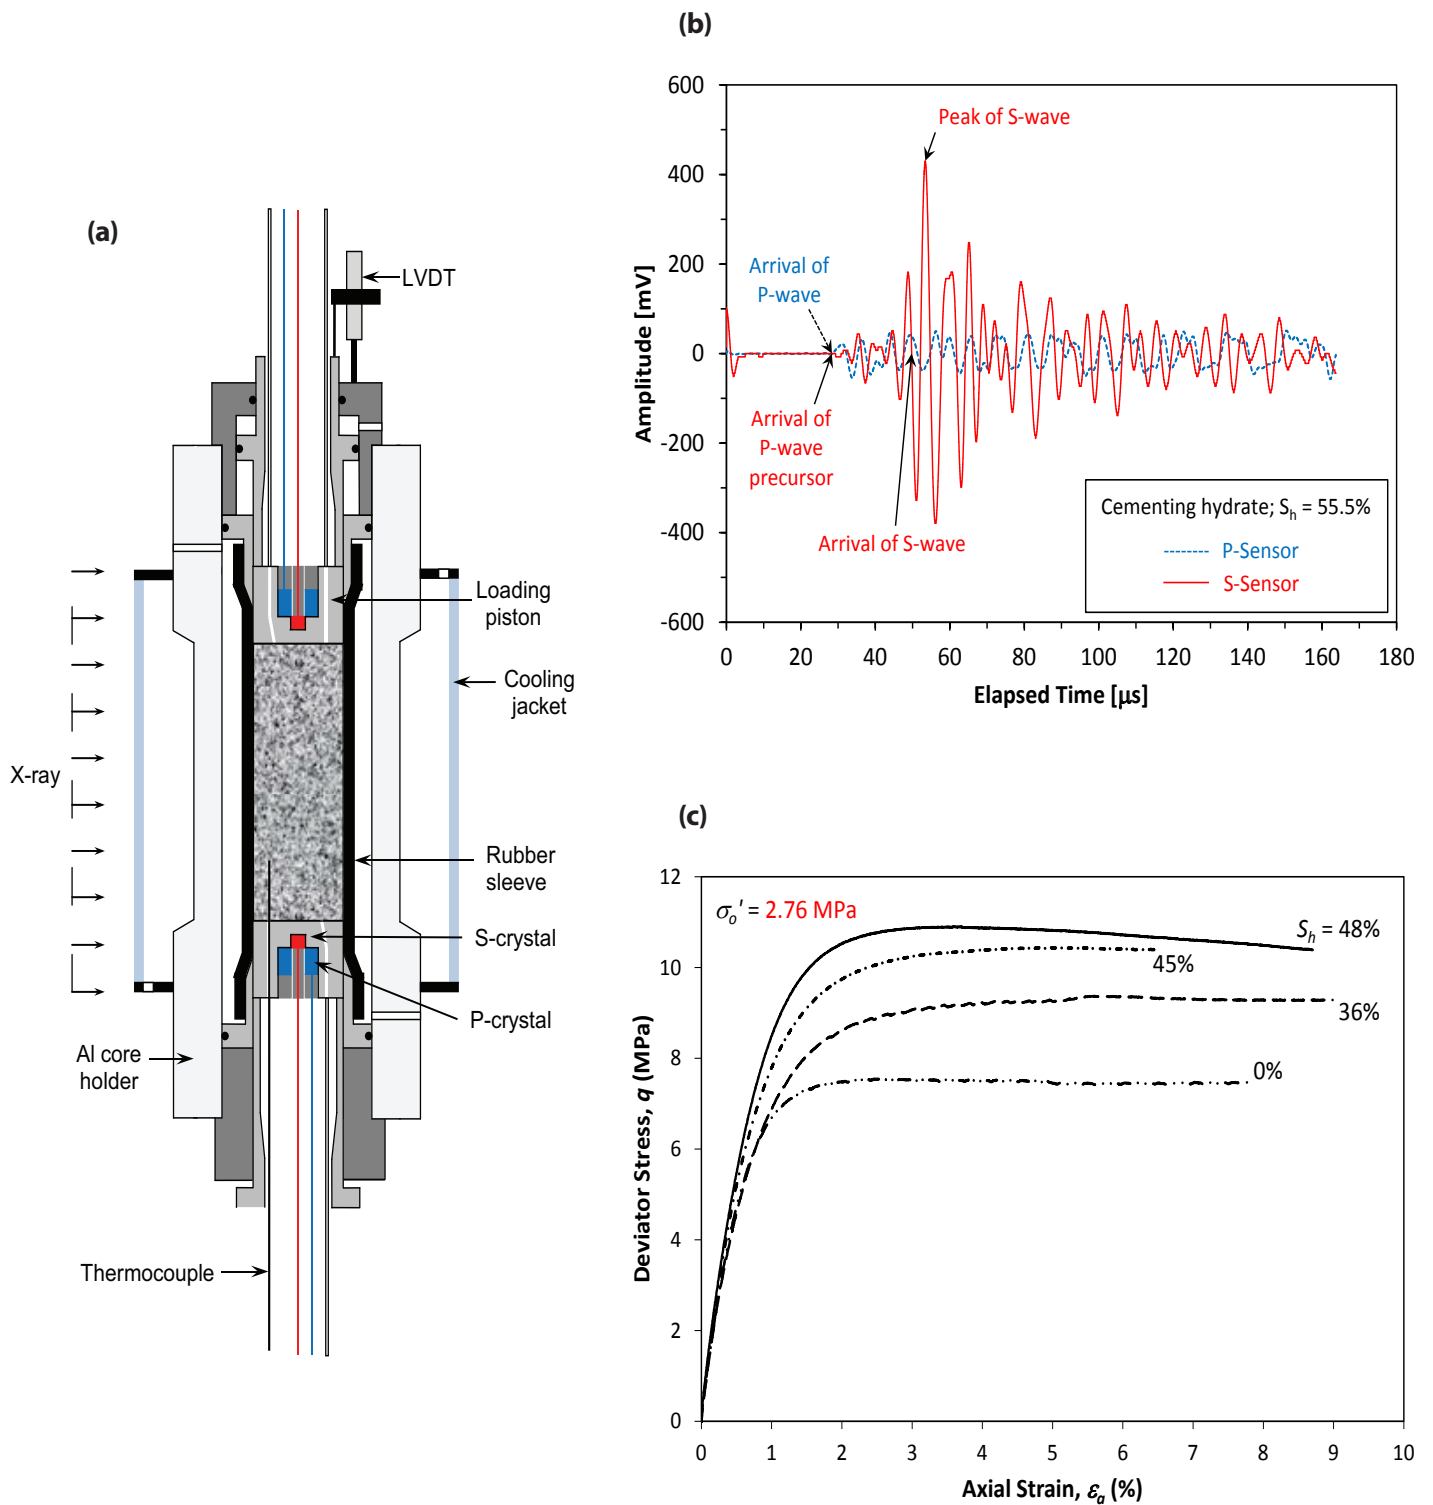 (a)
LVDT
Loading
piston
Cooling
jacket
X-ray
Rubber
sleeve
S-crystal
P-crystal
Al core
holder
Thermocouple
(b)
600
400
200
0
-200
-400
-600
Amplitude [mV]
Peak of S-wave
Arrival of
P-wave
Arrival of
P-wave
precursor
Arrival of S-wave
Cementing hydrate; Sh = 55.5%
P-Sensor
S-Sensor
0 20 40 60 80 100 120 140 160 180
Elapsed Time [μs]
(c)
12
10
8
6
4
2
0
Deviator Stress, q (MPa)
σo' = 2.76 MPa
Sh = 48%
45%
36%
0%
0 1 2 3 4 5 6 7 8 9 10
Axial Strain, εa (%)